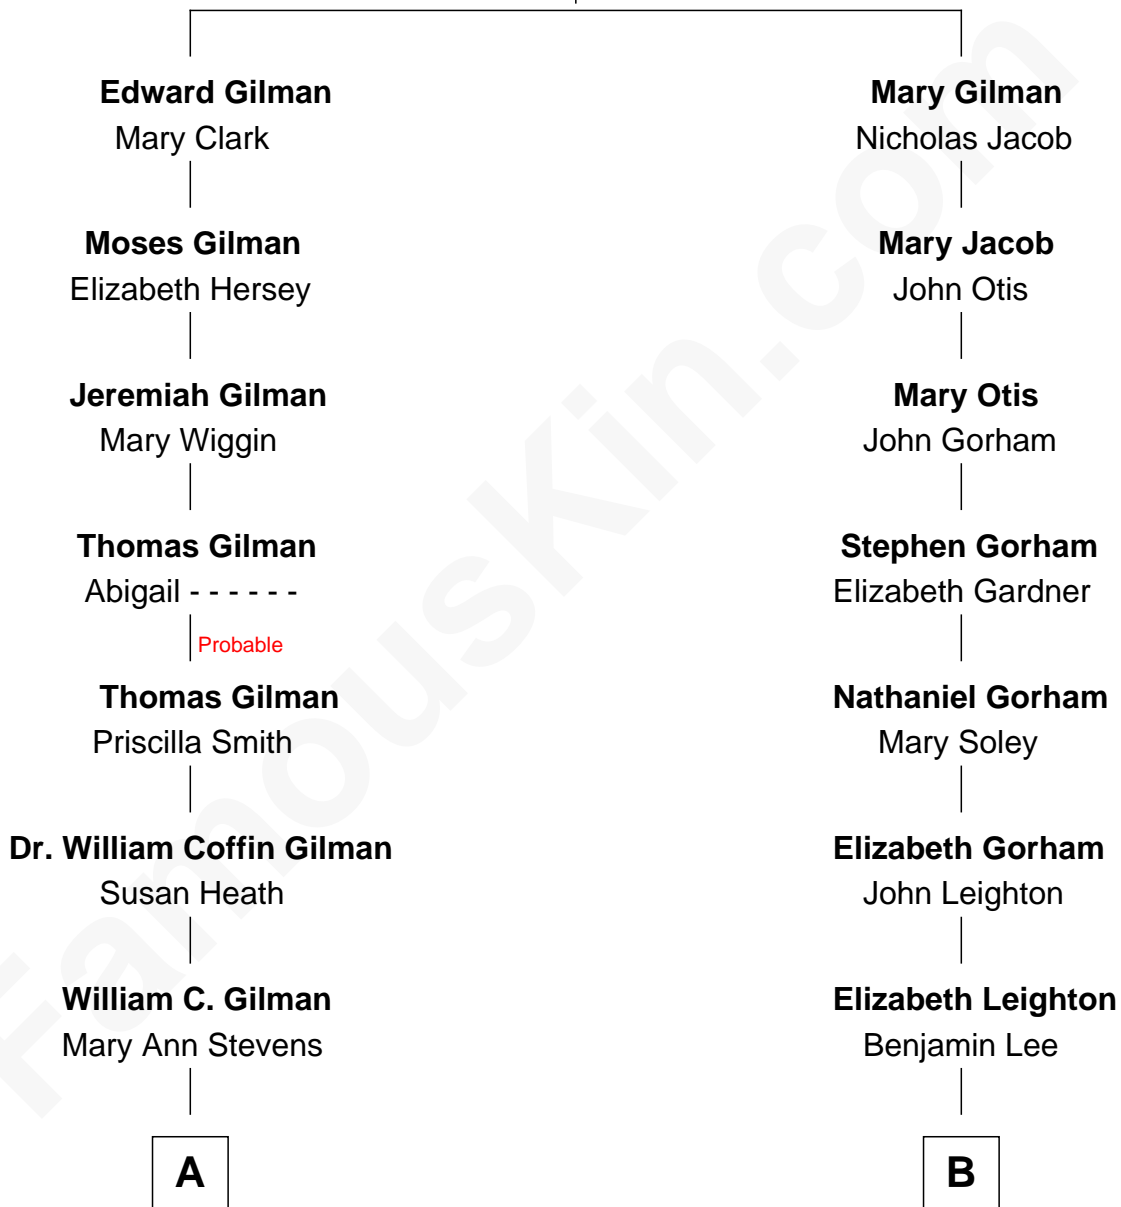 Edward Gilman
Mary Clark
Moses Gilman
Elizabeth Hersey
Jeremiah Gilman
Mary Wiggin
Thomas Gilman
Abigail - - - - - -
Probable
Thomas Gilman
Priscilla Smith
Dr. William Coffin Gilman
Susan Heath
William C. Gilman
Mary Ann Stevens
A
Mary Gilman
Nicholas Jacob
Mary Jacob
John Otis
Mary Otis
John Gorham
Stephen Gorham
Elizabeth Gardner
Nathaniel Gorham
Mary Soley
Elizabeth Gorham
John Leighton
Elizabeth Leighton
Benjamin Lee
B
FamousKin.com